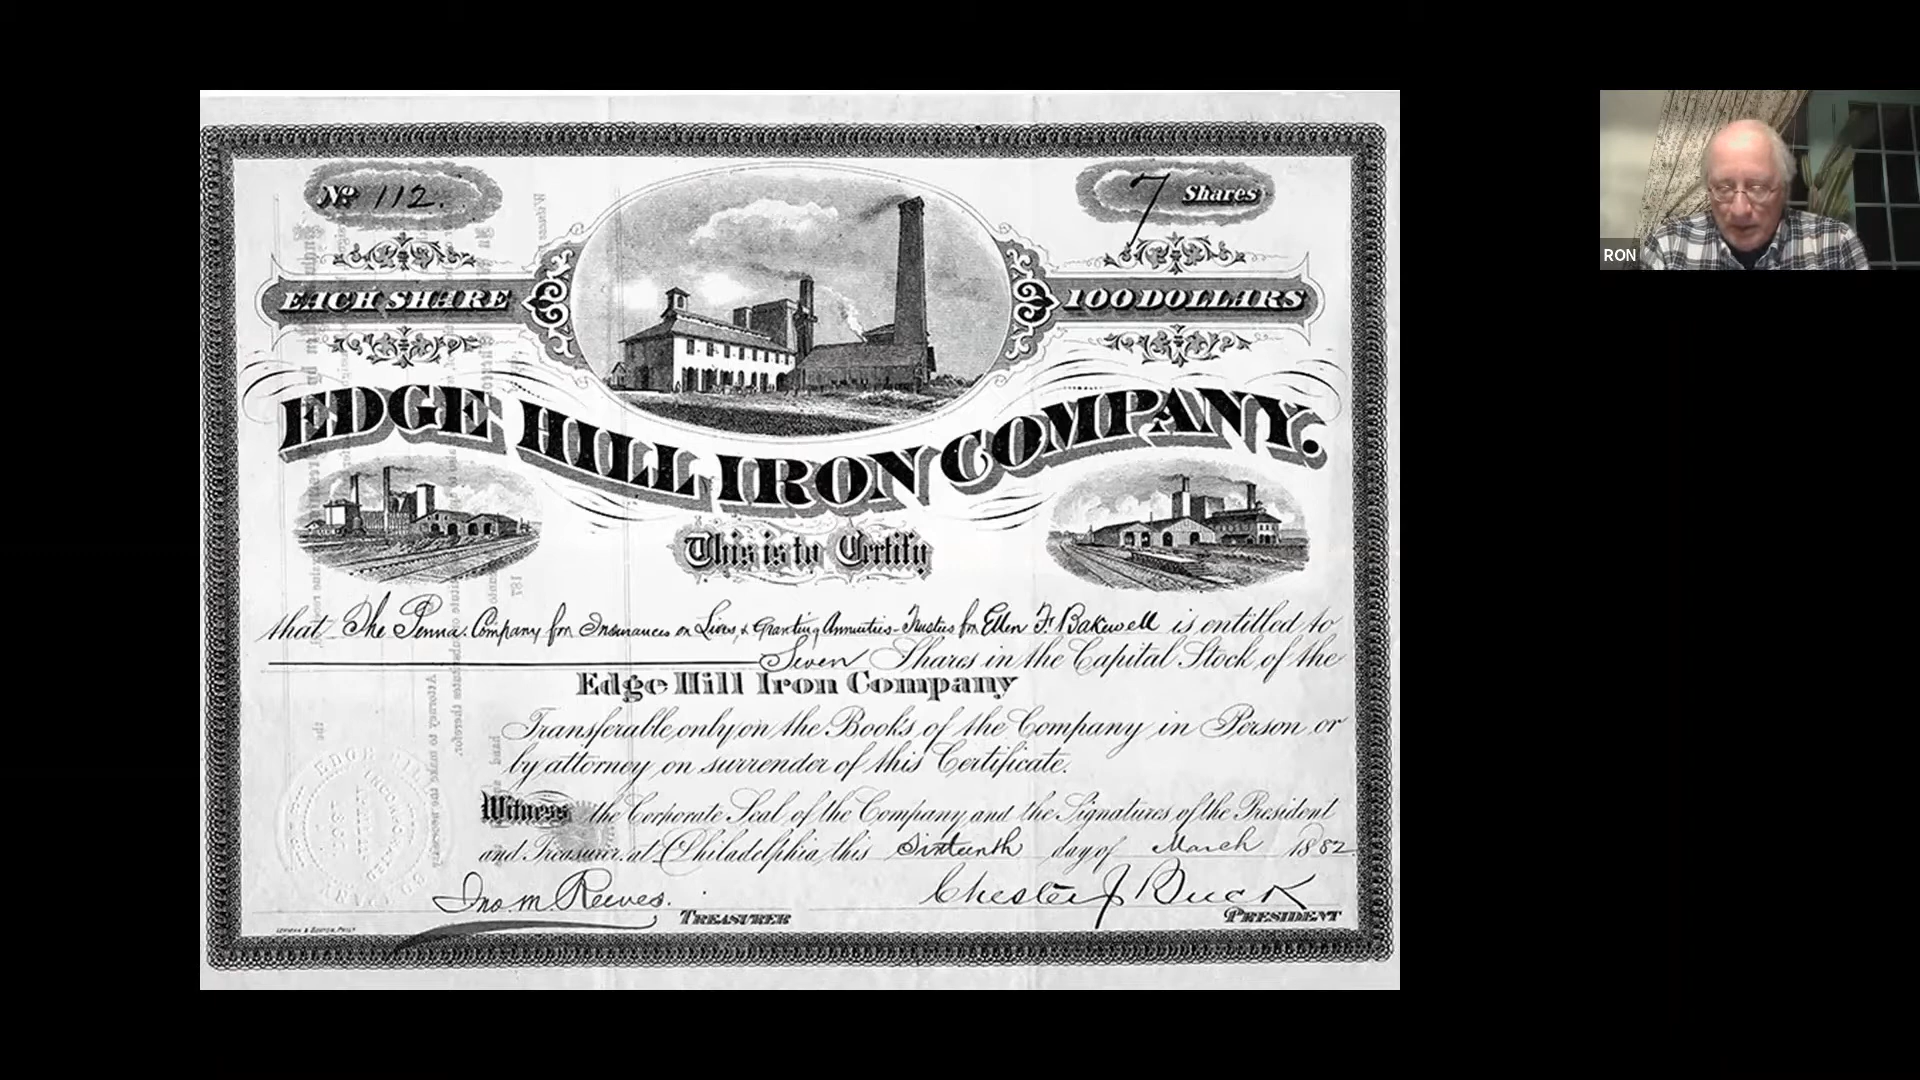 No 112.
7 Shares
EACH SHARE
100 DOLLARS
EDGE HILL IRON COMPANY.
This is to Certify
that The Penna. Company for Insurances on Lives, & Granting Annuities - Trustees for Ellen F. Bakewell is entitled to
Seven Shares in the Capital Stock of the
Edge Hill Iron Company
Transferable only on the Books of the Company in Person or
by attorney on surrender of this Certificate.
Witness the Corporate Seal of the Company and the Signatures of the President
and Treasurer, at Philadelphia, this Sixteenth day of March 1882
Jno. M. Reeves.
TREASURER
Chester J Buck
PRESIDENT
EDGE HILL
RON